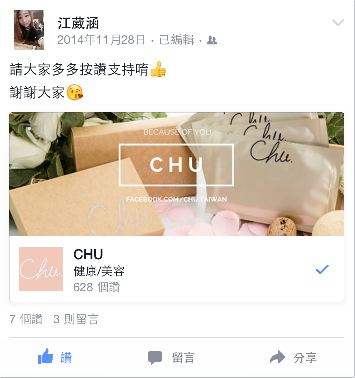 江葳涵
2014年11月28日 · 已編輯 ·
請大家多多按讚支持唷👍
謝謝大家😘
BECAUSE OF YOU
CHU
FACEBOOK.COM/CHU.TAIWAN
Chu.
Chu.
Chu.
CHU
健康/美容
628 個讚
7 個讚 3 則留言
讚 留言 分享